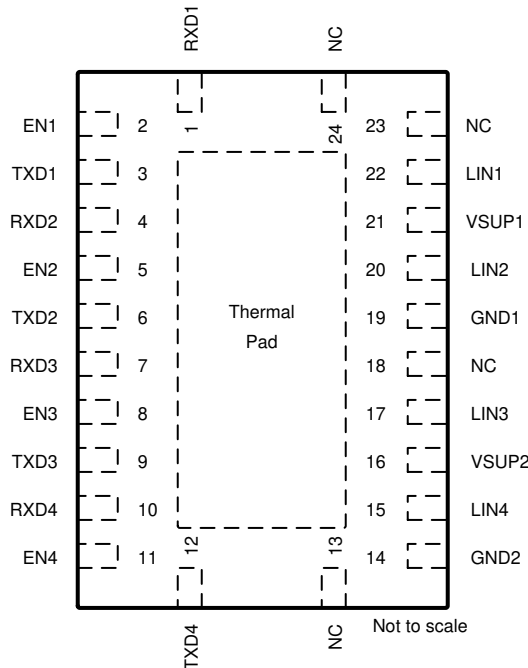 RXD1
NC
1
24
EN1 2 23 NC
TXD1 3 22 LIN1
RXD2 4 21 VSUP1
EN2 5 20 LIN2
TXD2 6 19 GND1
Thermal
Pad
RXD3 7 18 NC
EN3 8 17 LIN3
TXD3 9 16 VSUP2
RXD4 10 15 LIN4
EN4 11 14 GND2
12
13
TXD4
NC
Not to scale